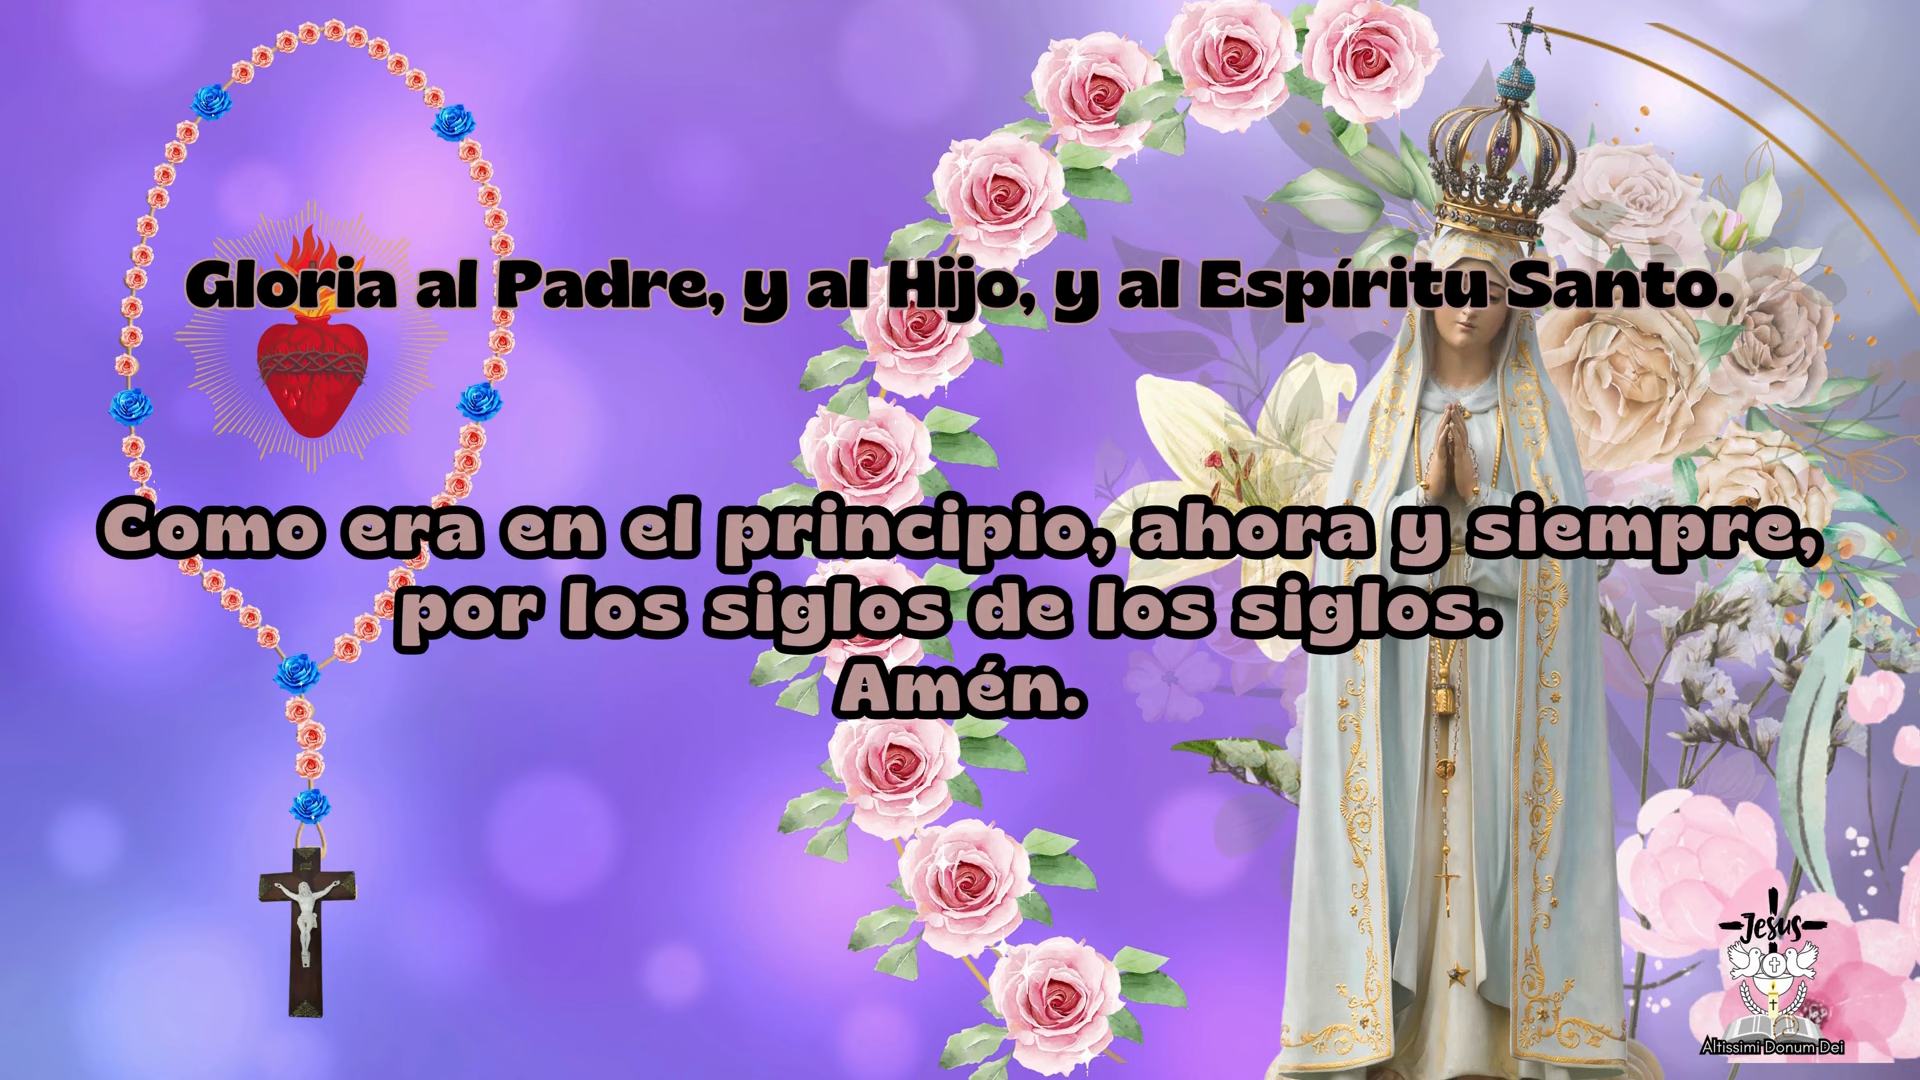 Gloria al Padre, y al Hijo, y al Espíritu Santo.
Como era en el principio, ahora y siempre,
por los siglos de los siglos.
Amén.
Jesus
Altissimi Donum Dei